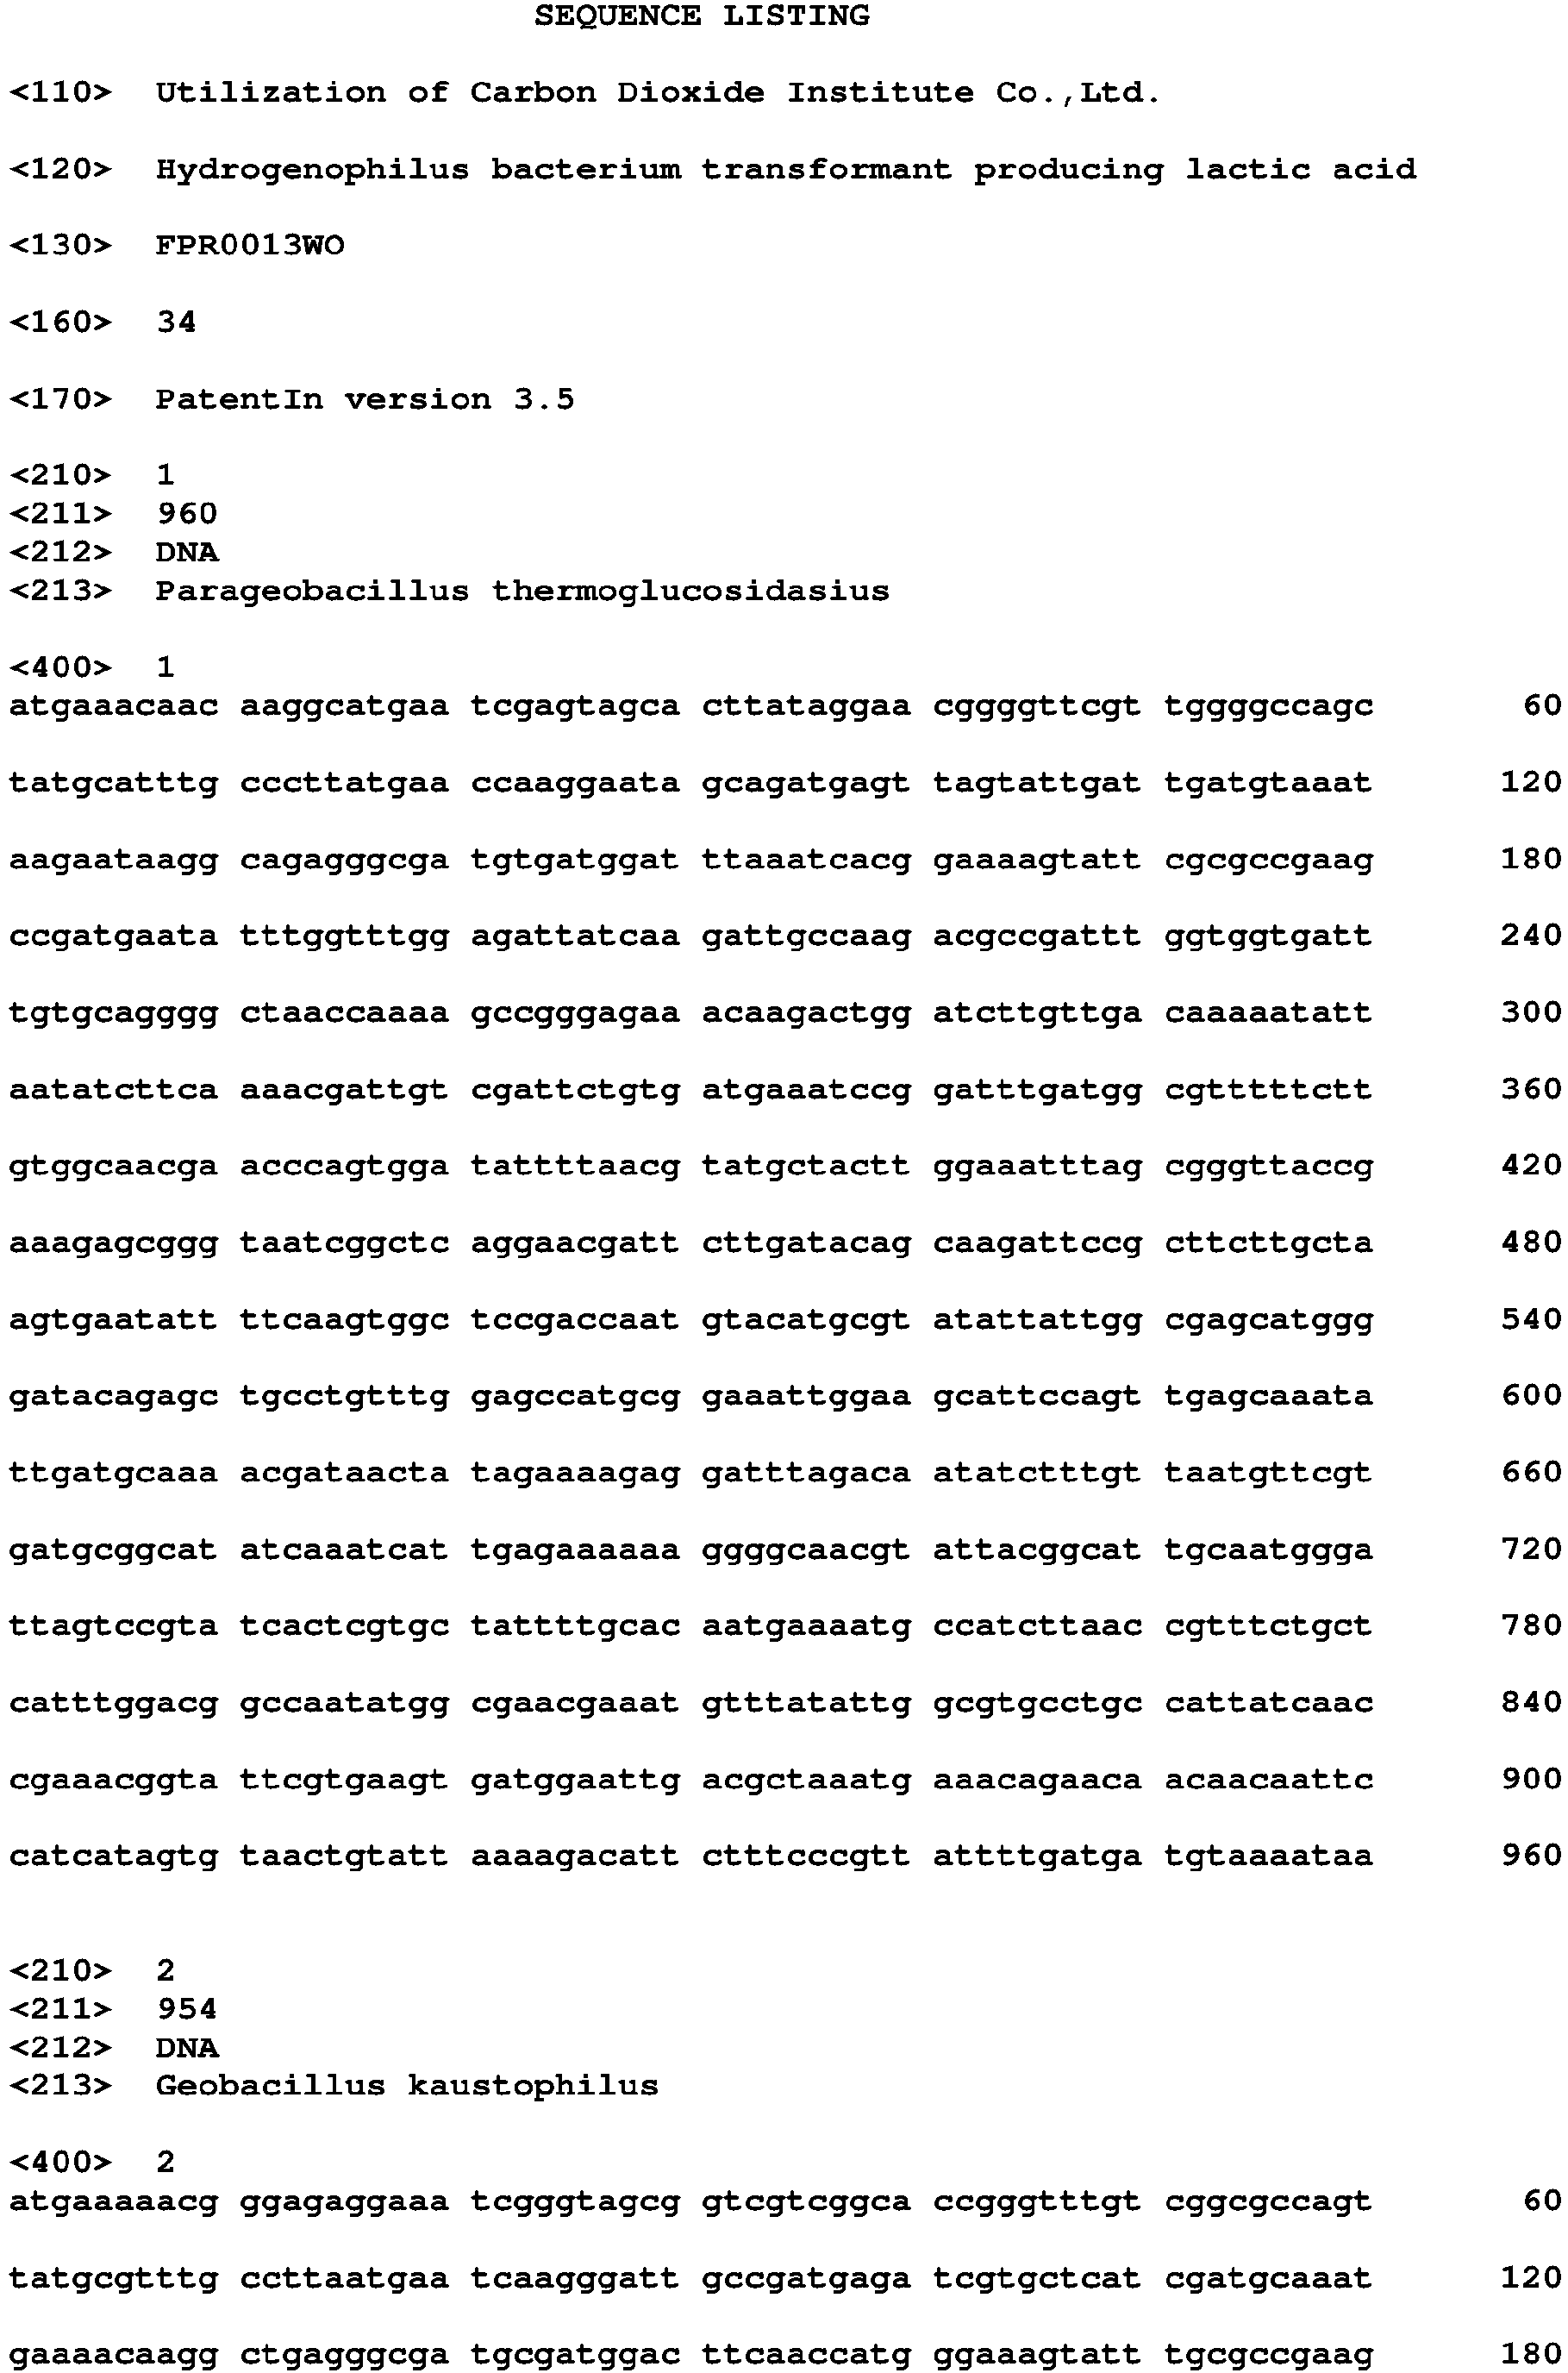 SEQUENCE LISTING
<110> Utilization of Carbon Dioxide Institute Co.,Ltd.
<120> Hydrogenophilus bacterium transformant producing lactic acid
<130> FPR0013WO
<160> 34
<170> PatentIn version 3.5
<210> 1
<211> 960
<212> DNA
<213> Parageobacillus thermoglucosidasius
<400> 1
atgaaacaac aaggcatgaa tcgagtagca cttataggaa cggggttcgt tggggccagc 60
tatgcatttg cccttatgaa ccaaggaata gcagatgagt tagtattgat tgatgtaaat 120
aagaataagg cagagggcga tgtgatggat ttaaatcacg gaaaagtatt cgcgccgaag 180
ccgatgaata tttggtttgg agattatcaa gattgccaag acgccgattt ggtggtgatt 240
tgtgcagggg ctaaccaaaa gccgggagaa acaagactgg atcttgttga caaaaatatt 300
aatatcttca aaacgattgt cgattctgtg atgaaatccg gatttgatgg cgtttttctt 360
gtggcaacga acccagtgga tattttaacg tatgctactt ggaaatttag cgggttaccg 420
aaagagcggg taatcggctc aggaacgatt cttgatacag caagattccg cttcttgcta 480
agtgaatatt ttcaagtggc tccgaccaat gtacatgcgt atattattgg cgagcatggg 540
gatacagagc tgcctgtttg gagccatgcg gaaattggaa gcattccagt tgagcaaata 600
ttgatgcaaa acgataacta tagaaaagag gatttagaca atatctttgt taatgttcgt 660
gatgcggcat atcaaatcat tgagaaaaaa ggggcaacgt attacggcat tgcaatggga 720
ttagtccgta tcactcgtgc tattttgcac aatgaaaatg ccatcttaac cgtttctgct 780
catttggacg gccaatatgg cgaacgaaat gtttatattg gcgtgcctgc cattatcaac 840
cgaaacggta ttcgtgaagt gatggaattg acgctaaatg aaacagaaca acaacaattc 900
catcatagtg taactgtatt aaaagacatt ctttcccgtt attttgatga tgtaaaataa 960
<210> 2
<211> 954
<212> DNA
<213> Geobacillus kaustophilus
<400> 2
atgaaaaacg ggagaggaaa tcgggtagcg gtcgtcggca ccgggtttgt cggcgccagt 60
tatgcgtttg ccttaatgaa tcaagggatt gccgatgaga tcgtgctcat cgatgcaaat 120
gaaaacaagg ctgagggcga tgcgatggac ttcaaccatg ggaaagtatt tgcgccgaag 180